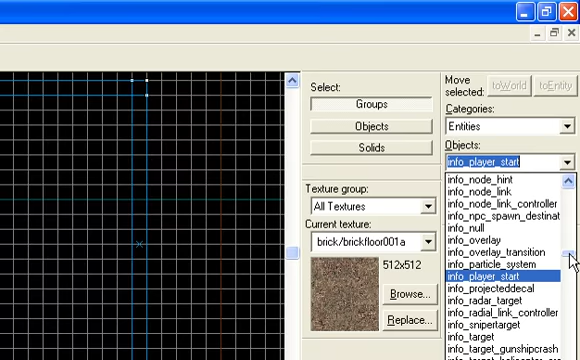 Select:
Groups
Objects
Solids
Texture group:
All Textures
Current texture:
brick/brickfloor001a
512x512
Browse...
Replace...
Move
selected:
toWorld
toEntity
Categories:
Entities
Objects:
info_player_start
info_node_hint
info_node_link
info_node_link_controller
info_npc_spawn_destinat
info_null
info_overlay
info_overlay_transition
info_particle_system
info_player_start
info_projecteddecal
info_radar_target
info_radial_link_controller
info_snipertarget
info_target
info_target_gunshipcrash